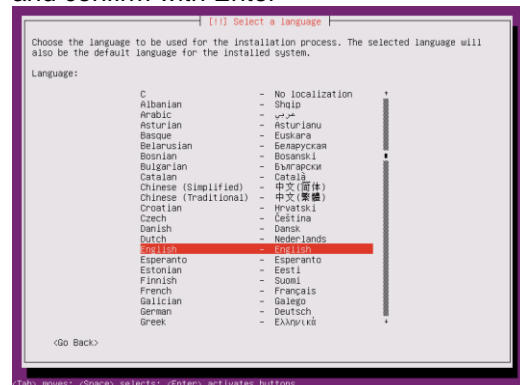 and confirm with Enter
[!!] Select a language
Choose the language to be used for the installation process. The selected language will
also be the default language for the installed system.
Language:
C - No localization
Albanian - Shqip
Arabic - عربي
Asturian - Asturianu
Basque - Euskara
Belarusian - Беларуская
Bosnian - Bosanski
Bulgarian - Български
Catalan - Català
Chinese (Simplified) - 中文(简体)
Chinese (Traditional) - 中文(繁體)
Croatian - Hrvatski
Czech - Čeština
Danish - Dansk
Dutch - Nederlands
English - English
Esperanto - Esperanto
Estonian - Eesti
Finnish - Suomi
French - Français
Galician - Galego
German - Deutsch
Greek - Ελληνικά
<Go Back>
<Tab> moves; <Space> selects; <Enter> activates buttons